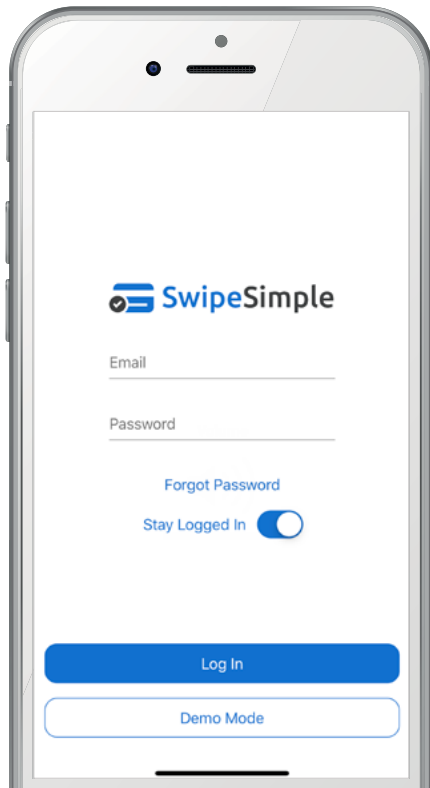 SwipeSimple
Email
Password
Forgot Password
Stay Logged In
Log In
Demo Mode